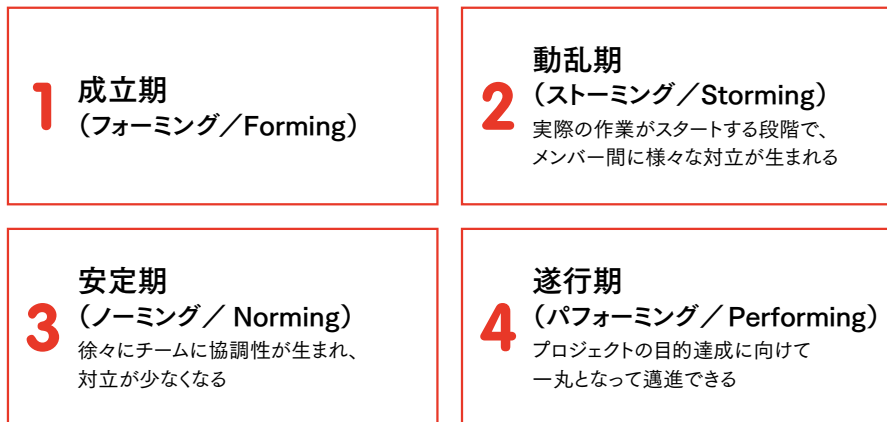 1
成立期
（フォーミング／Forming）
2
動乱期
（ストーミング／Storming）
実際の作業がスタートする段階で、
メンバー間に様々な対立が生まれる
3
安定期
（ノーミング／ Norming）
徐々にチームに協調性が生まれ、
対立が少なくなる
4
遂行期
（パフォーミング／ Performing）
プロジェクトの目的達成に向けて
一丸となって邁進できる